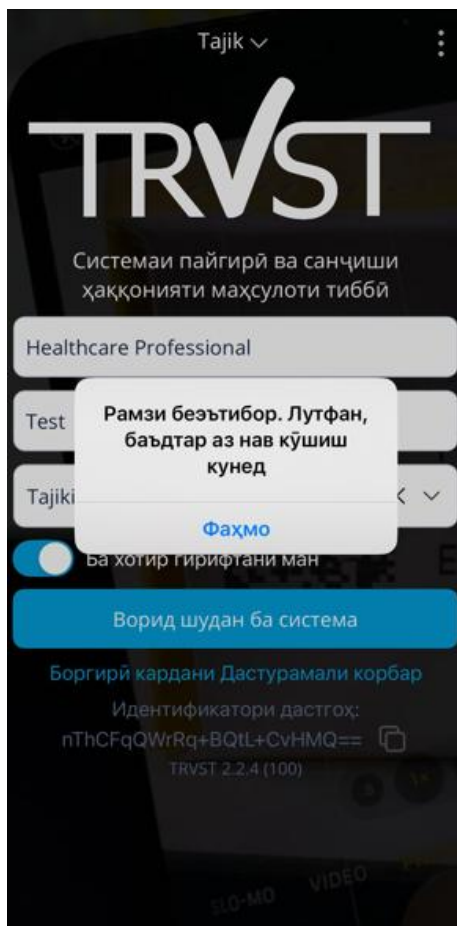 Tajik
TRVST
Системаи пайгирӣ ва санҷиши
ҳаққонияти маҳсулоти тиббӣ
Healthcare Professional
Test
Рамзи беэътибор. Лутфан,
баъдтар аз нав кӯшиш
кунед
Tajiki
Фаҳмо
Ба хотир гирифтани ман
Ворид шудан ба система
Боргирӣ кардани Дастурамали корбар
Идентификатори дастгоҳ:
nThCFqQWrRq+BQtL+CvHMQ==
TRVST 2.2.4 (100)
SLO-MO VIDEO